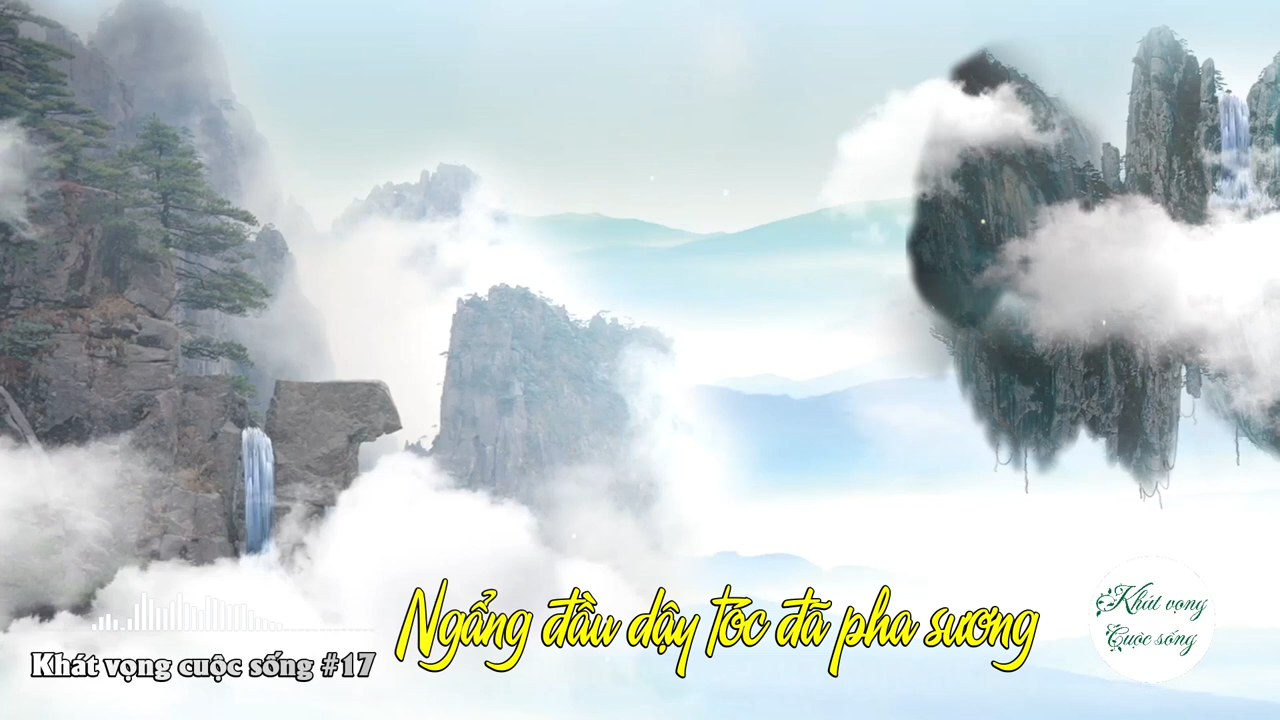 Ngẩng đầu dậy tóc đã pha sương
Khát vọng cuộc sống #17
Khát vọng
Cuộc sống